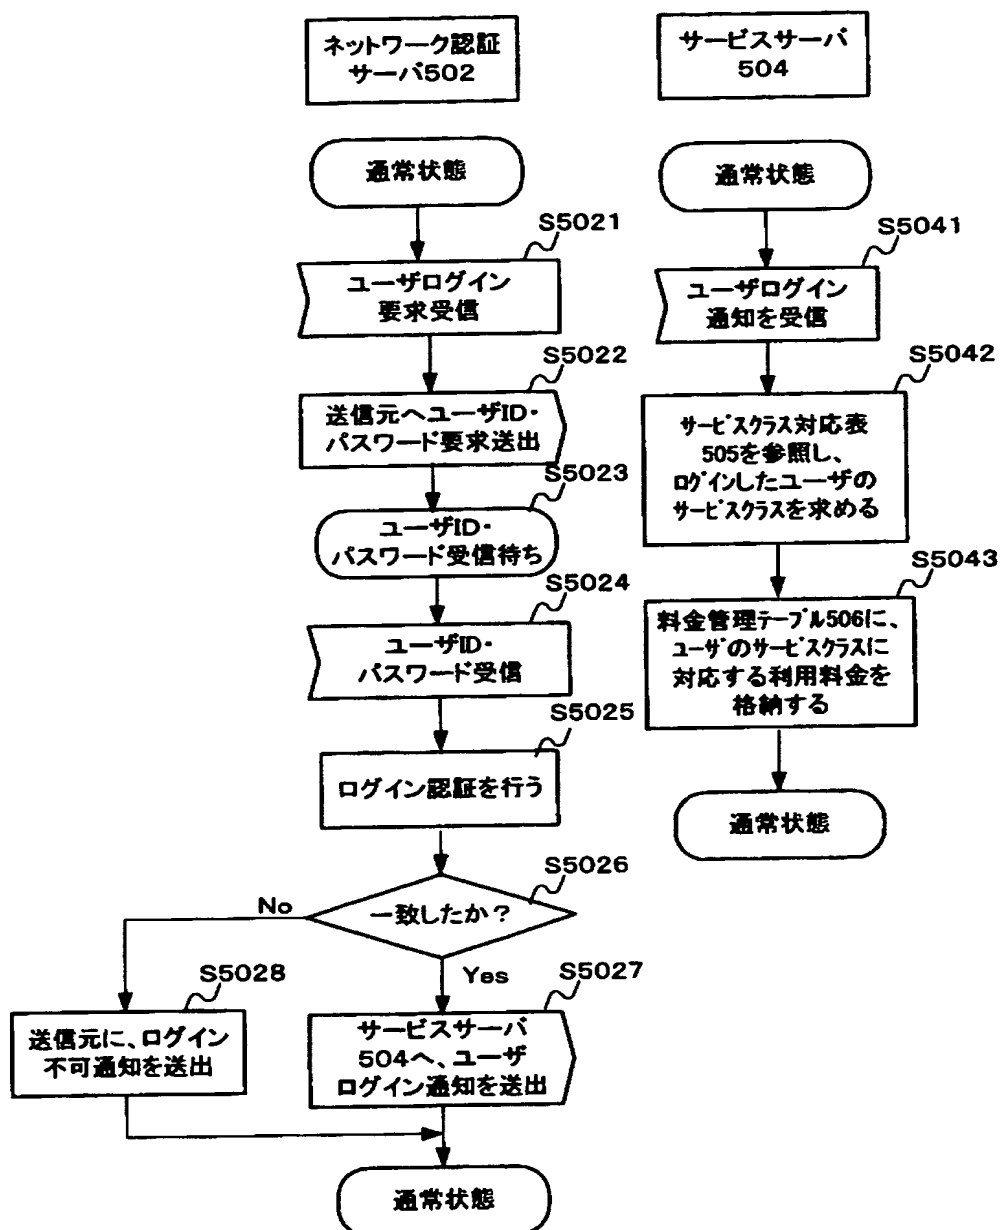 ネットワーク認証
サーバ502
通常状態
S5021
ユーザログイン
要求受信
S5022
送信元へユーザID・
パスワード要求送出
S5023
ユーザID・
パスワード受信待ち
S5024
ユーザID・
パスワード受信
S5025
ログイン認証を行う
S5026
一致したか？
No
Yes
S5028
送信元に、ログイン
不可通知を送出
S5027
サービスサーバ
504へ、ユーザ
ログイン通知を送出
通常状態
サービスサーバ
504
通常状態
S5041
ユーザログイン
通知を受信
S5042
サービスクラス対応表
505を参照し、
ログインしたユーザの
サービスクラスを求める
S5043
料金管理テーブル506に、
ユーザのサービスクラスに
対応する利用料金を
格納する
通常状態